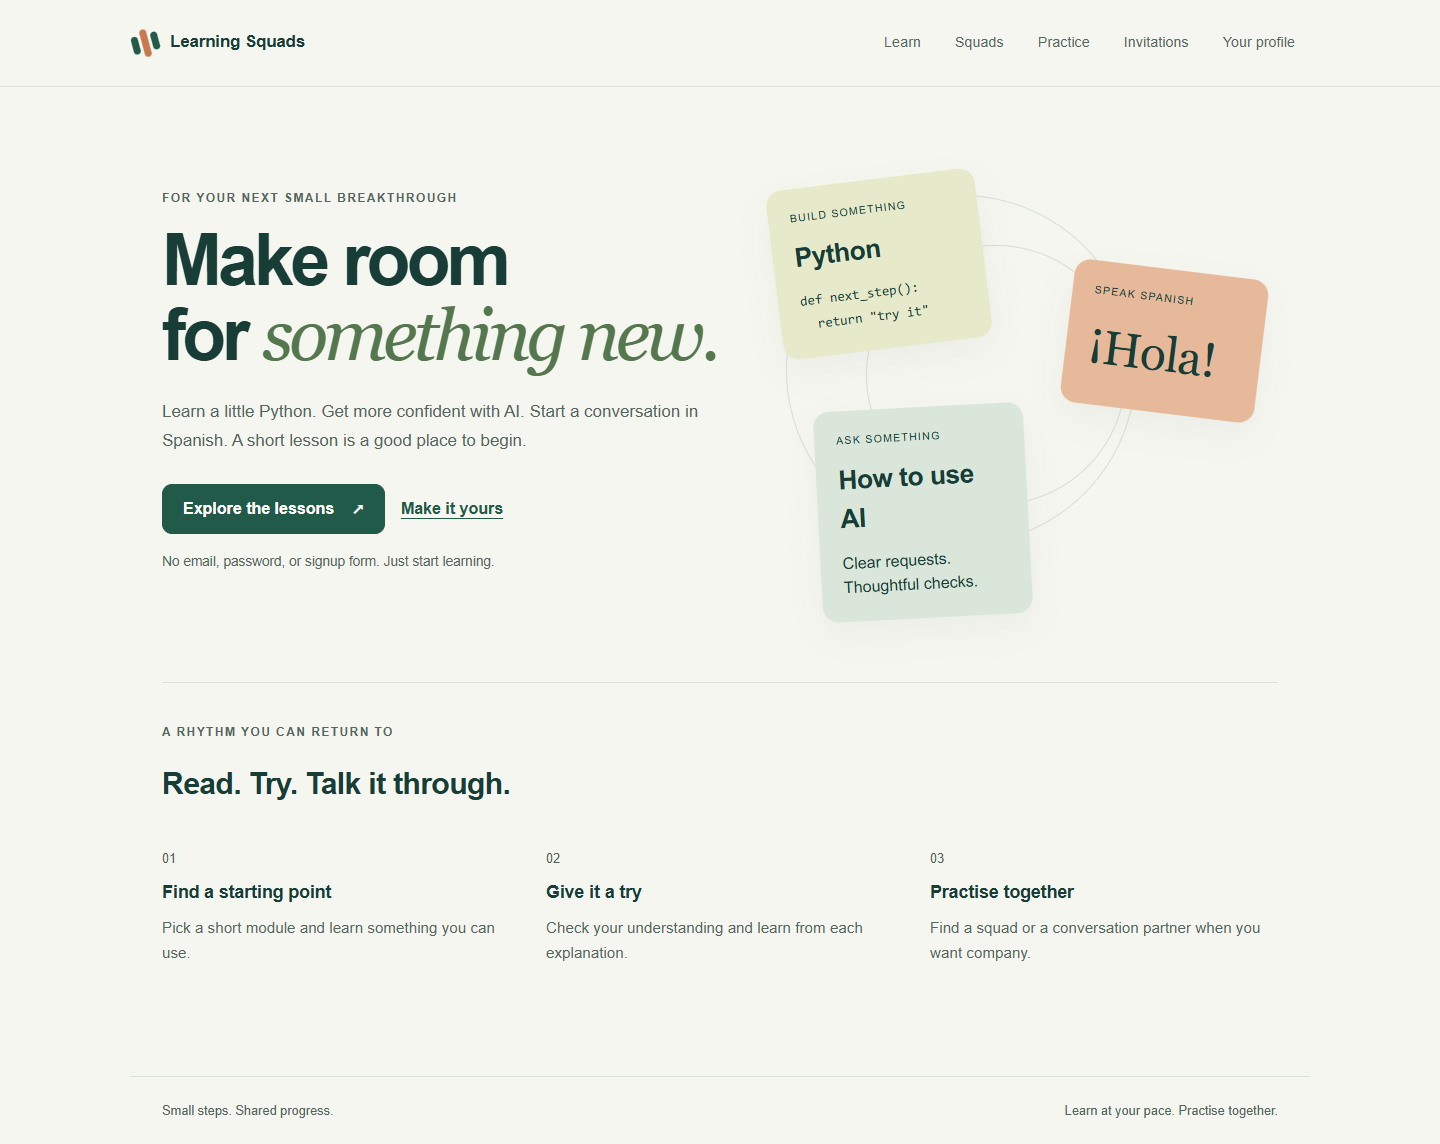 Learning Squads
Learn
Squads
Practice
Invitations
Your profile
FOR YOUR NEXT SMALL BREAKTHROUGH
Make room
for something new.
Learn a little Python. Get more confident with AI. Start a conversation in
Spanish. A short lesson is a good place to begin.
Explore the lessons ↗
Make it yours
No email, password, or signup form. Just start learning.
BUILD SOMETHING
Python
def next_step():
return "try it"
SPEAK SPANISH
¡Hola!
ASK SOMETHING
How to use
AI
Clear requests.
Thoughtful checks.
A RHYTHM YOU CAN RETURN TO
Read. Try. Talk it through.
01
Find a starting point
Pick a short module and learn something you can
use.
02
Give it a try
Check your understanding and learn from each
explanation.
03
Practise together
Find a squad or a conversation partner when you
want company.
Small steps. Shared progress.
Learn at your pace. Practise together.